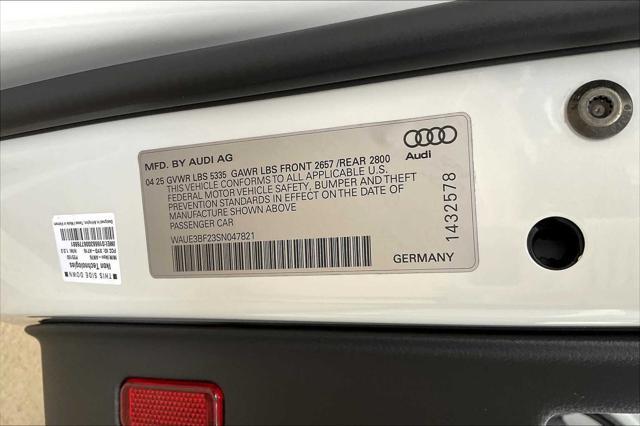 MFD. BY AUDI AG
04 25 GVWR LBS 5335 GAWR LBS FRONT 2657 /REAR 2800
THIS VEHICLE CONFORMS TO ALL APPLICABLE U.S.
FEDERAL MOTOR VEHICLE SAFETY, BUMPER AND THEFT
PREVENTION STANDARDS IN EFFECT ON THE DATE OF
MANUFACTURE SHOWN ABOVE.
PASSENGER CAR
WAUE3BF23SN047821
Audi
1432578
GERMANY
THIS SIDE DOWN
Ikon Technologies